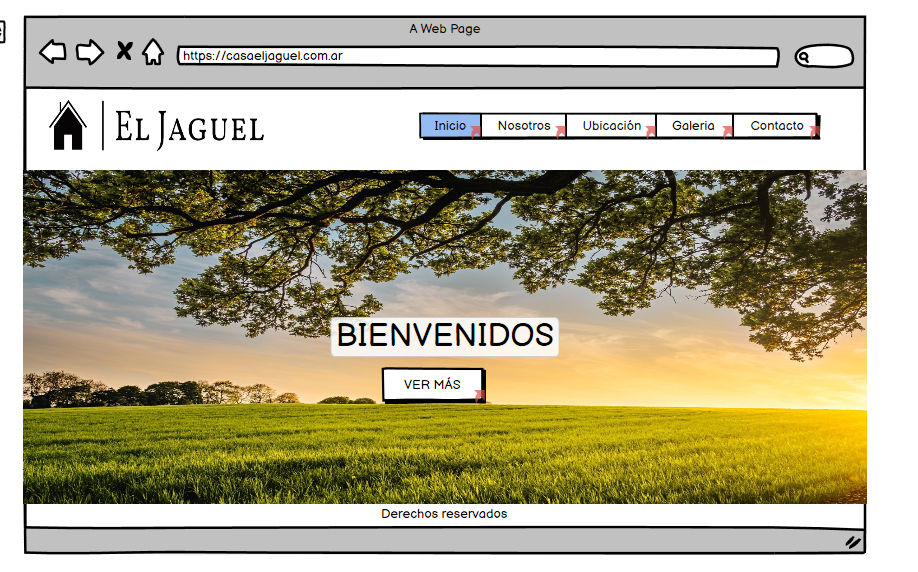 A Web Page
https://casaeljaguel.com.ar
EL JAGUEL
Inicio Nosotros Ubicación Galeria Contacto
BIENVENIDOS
VER MÁS
Derechos reservados